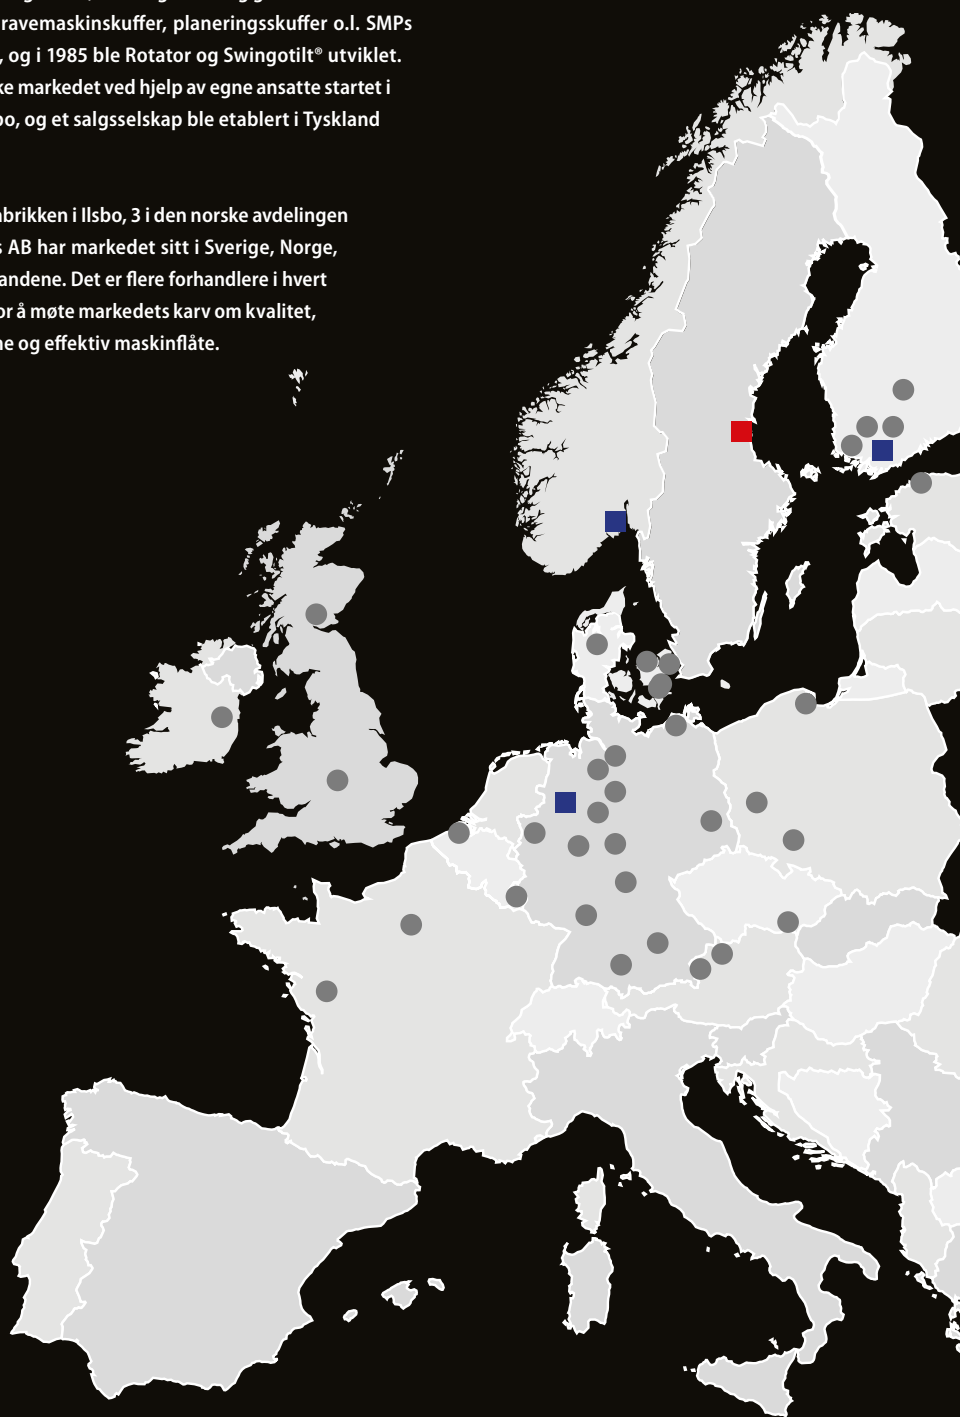 ravemaskinskuffer, planeringsskuffer o.l. SMPs
, og i 1985 ble Rotator og Swingotilt® utviklet.
ke markedet ved hjelp av egne ansatte startet i
bo, og et salgsselskap ble etablert i Tyskland
abrikken i Ilsbo, 3 i den norske avdelingen
s AB har markedet sitt i Sverige, Norge,
andene. Det er flere forhandlere i hvert
or å møte markedets karv om kvalitet,
ne og effektiv maskinflåte.